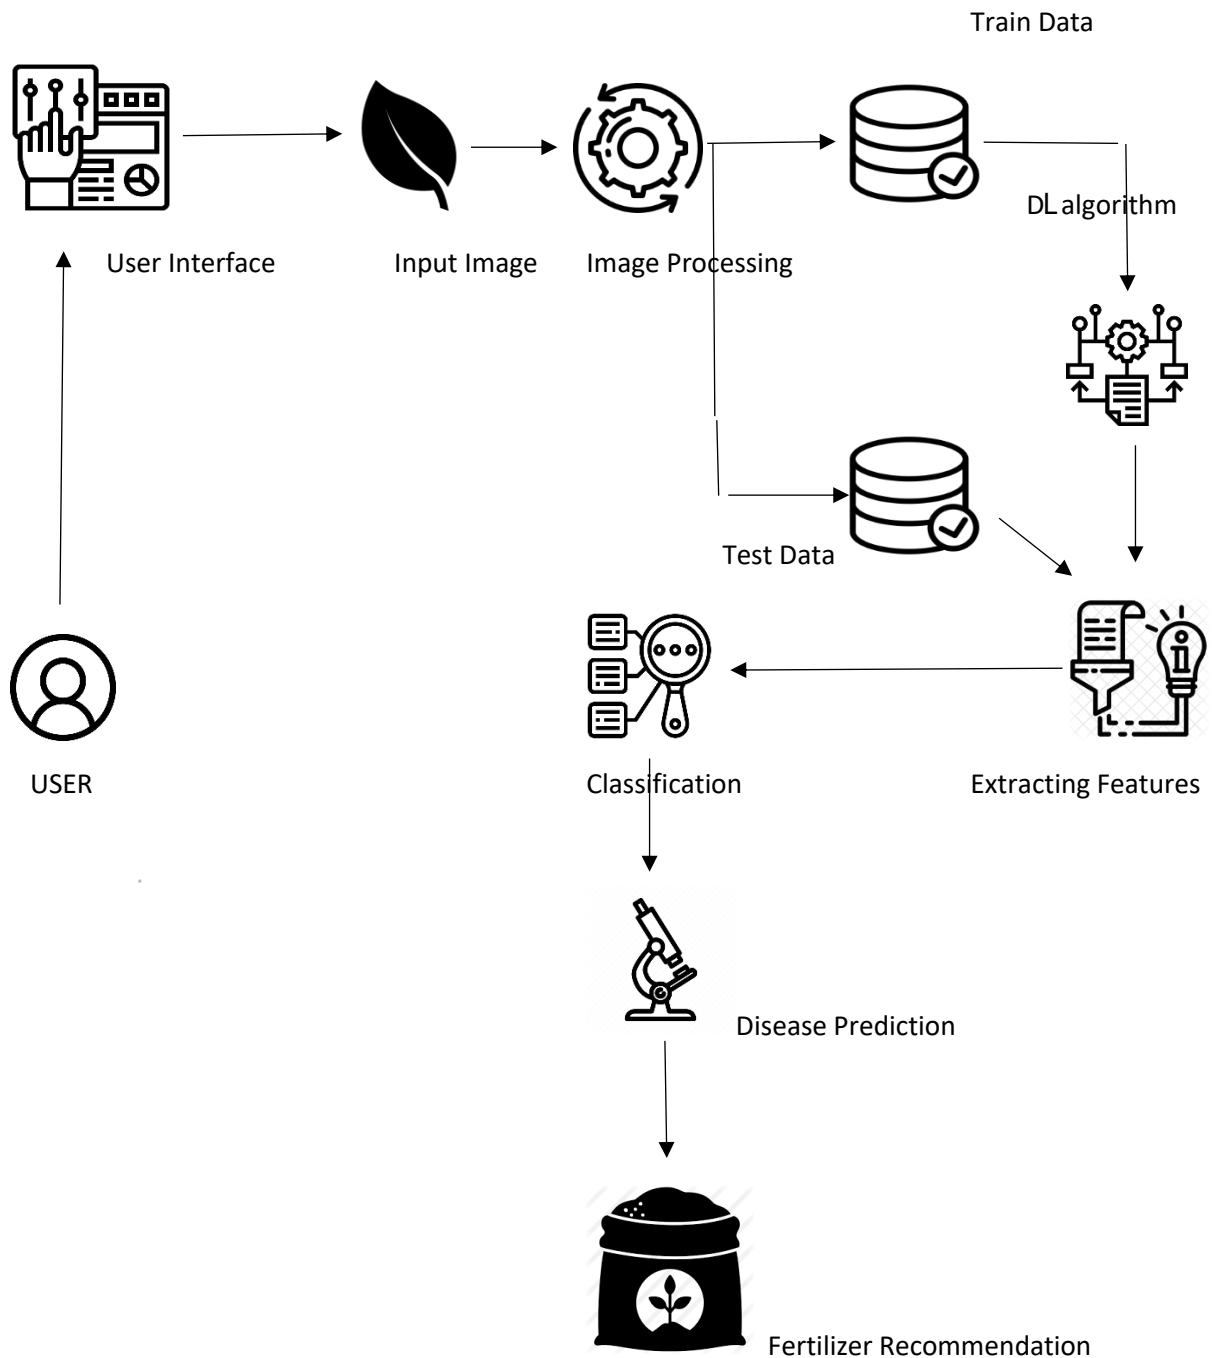 Train Data
DL algorithm
User Interface
Input Image
Image Processing
Test Data
USER
Classification
Extracting Features
Disease Prediction
Fertilizer Recommendation